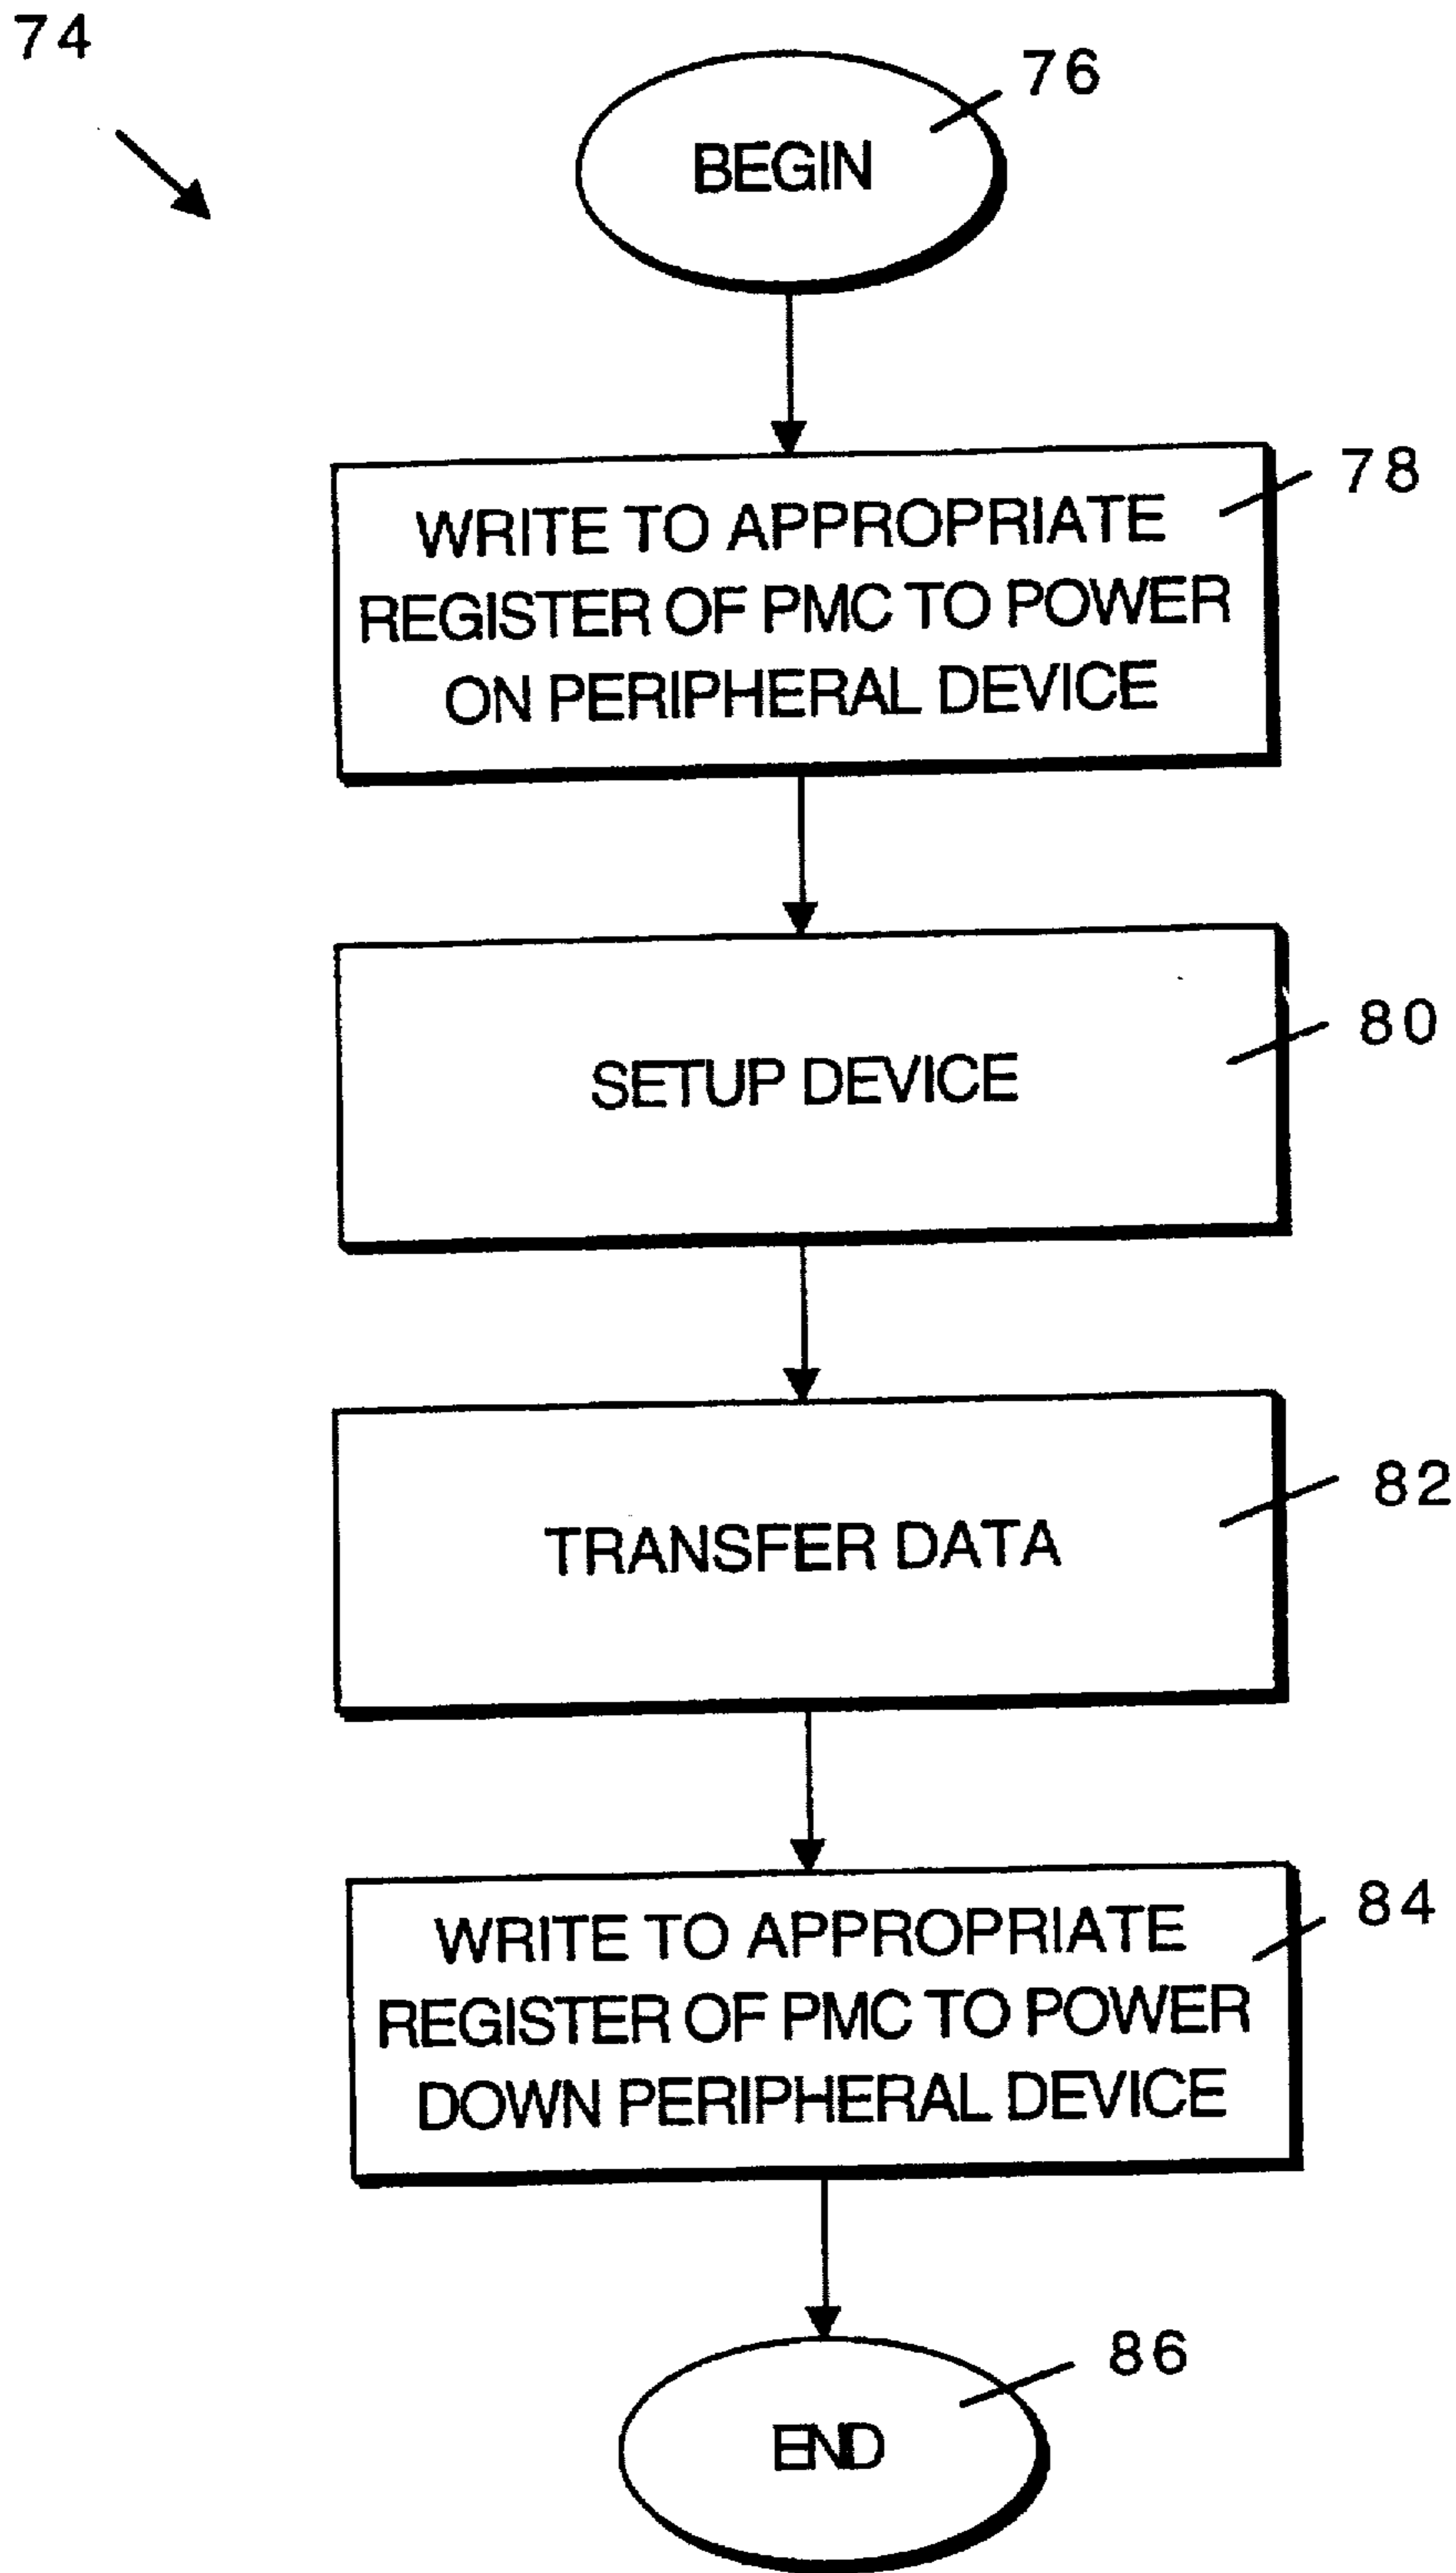 74
76
BEGIN
78
WRITE TO APPROPRIATE
REGISTER OF PMC TO POWER
ON PERIPHERAL DEVICE
80
SETUP DEVICE
82
TRANSFER DATA
84
WRITE TO APPROPRIATE
REGISTER OF PMC TO POWER
DOWN PERIPHERAL DEVICE
86
END